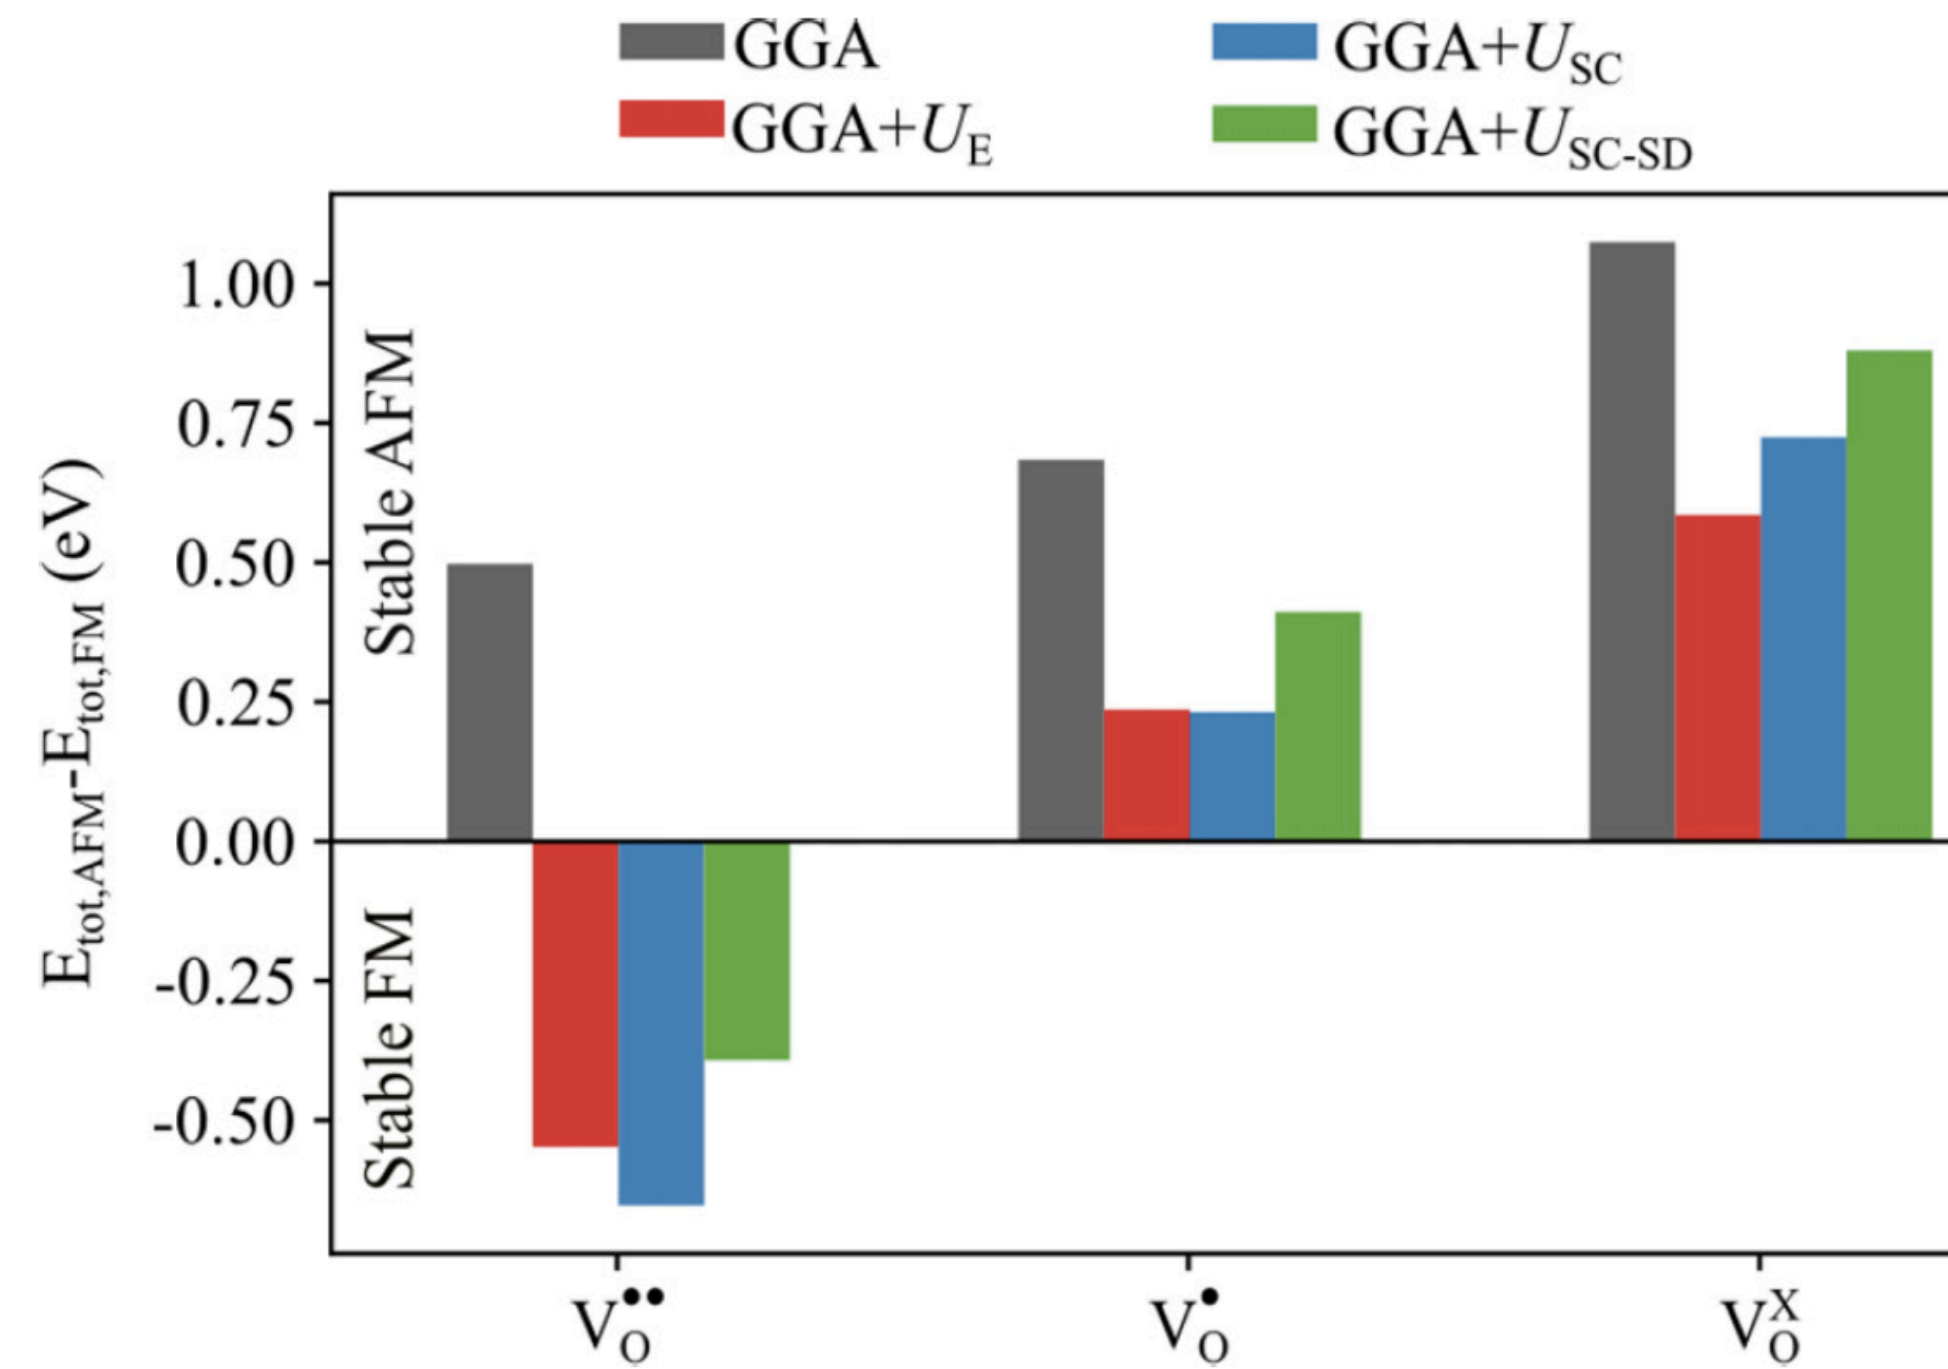 GGA
GGA+U_SC
GGA+U_E
GGA+U_SC-SD
E_tot,AFM-E_tot,FM (eV)
1.00
0.75
0.50
0.25
0.00
-0.25
-0.50
Stable AFM
Stable FM
V_O^••
V_O^•
V_O^X